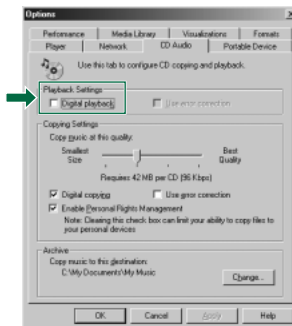 Options
Performance Media Library Visualizations Formats
Player Network CD Audio Portable Device
Use this tab to configure CD copying and playback.
Playback Settings
Digital playback Use error correction
Copying Settings
Copy music at this quality:
Smallest Best
Size Quality
Requires 42 MB per CD (96 Kbps)
Digital copying Use error correction
Enable Personal Rights Management
Note: Clearing this check box can limit your ability to copy files to
your personal devices
Archive
Copy music to this destination:
C:\My Documents\My Music
Change...
OK Cancel Apply Help